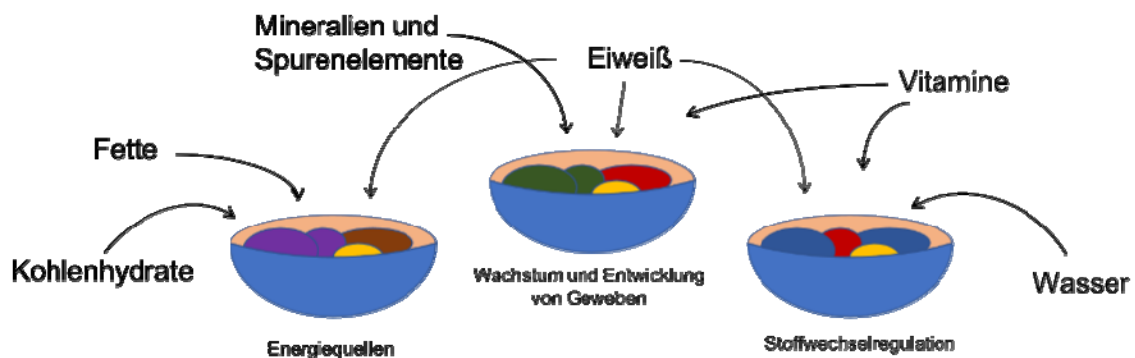 Mineralien und
Spurenelemente
Eiweiß
Vitamine
Fette
Kohlenhydrate
Wasser
Wachstum und Entwicklung
von Geweben
Energiequellen
Stoffwechselregulation